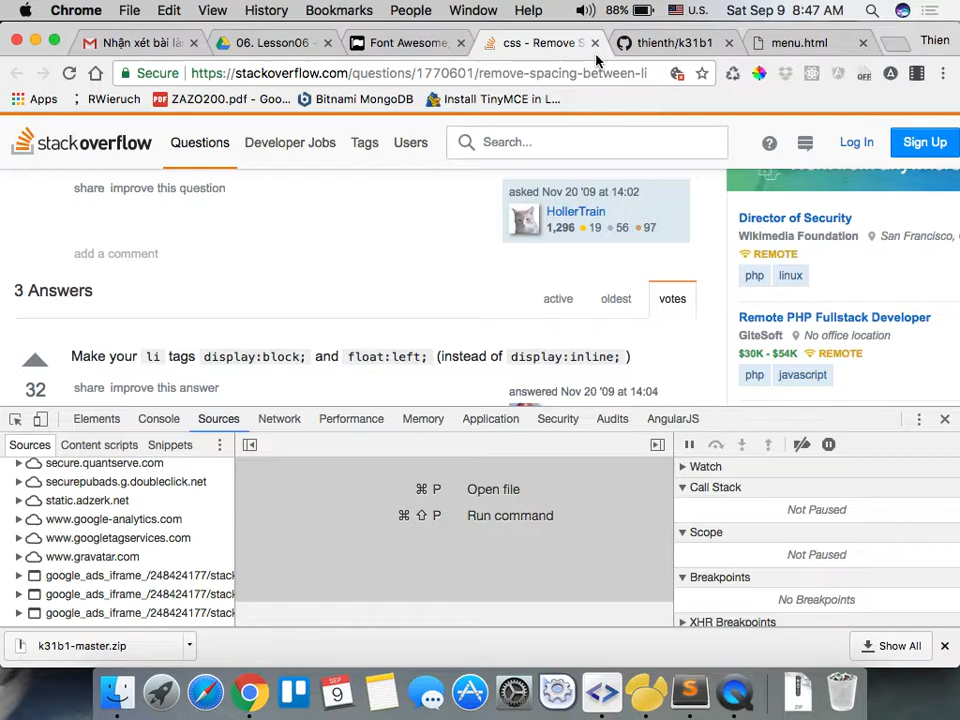 Chrome File Edit View History Bookmarks People Window Help 88% U.S. Sat Sep 9 8:47 AM
Nhận xét bài là 06. Lesson06 - Font Awesome, css - Remove S thienth/k31b1 menu.html Thien
Secure https://stackoverflow.com/questions/1770601/remove-spacing-between-li OFF
Apps RWieruch PDF ZAZO200.pdf - Goo... Bitnami MongoDB Install TinyMCE in L...
stackoverflow Questions Developer Jobs Tags Users Search... Log In Sign Up
share improve this question
asked Nov 20 '09 at 14:02
HollerTrain
1,296 19 56 97
add a comment
Director of Security
Wikimedia Foundation San Francisco,
REMOTE
php linux
3 Answers
active oldest votes
Remote PHP Fullstack Developer
GiteSoft No office location
$30K - $54K REMOTE
php javascript
Make your li tags display:block; and float:left; (instead of display:inline; )
32
share improve this answer
answered Nov 20 '09 at 14:04
Elements Console Sources Network Performance Memory Application Security Audits AngularJS
Sources Content scripts Snippets
secure.quantserve.com
securepubads.g.doubleclick.net
static.adzerk.net
www.google-analytics.com
www.googletagservices.com
www.gravatar.com
google_ads_iframe_/248424177/stack
google_ads_iframe_/248424177/stack
google_ads_iframe_/248424177/stack
⌘ P Open file
⌘ ⇧ P Run command
Watch
Call Stack
Not Paused
Scope
Not Paused
Breakpoints
No Breakpoints
XHR Breakpoints
k31b1-master.zip Show All
SEP
9
ZIP